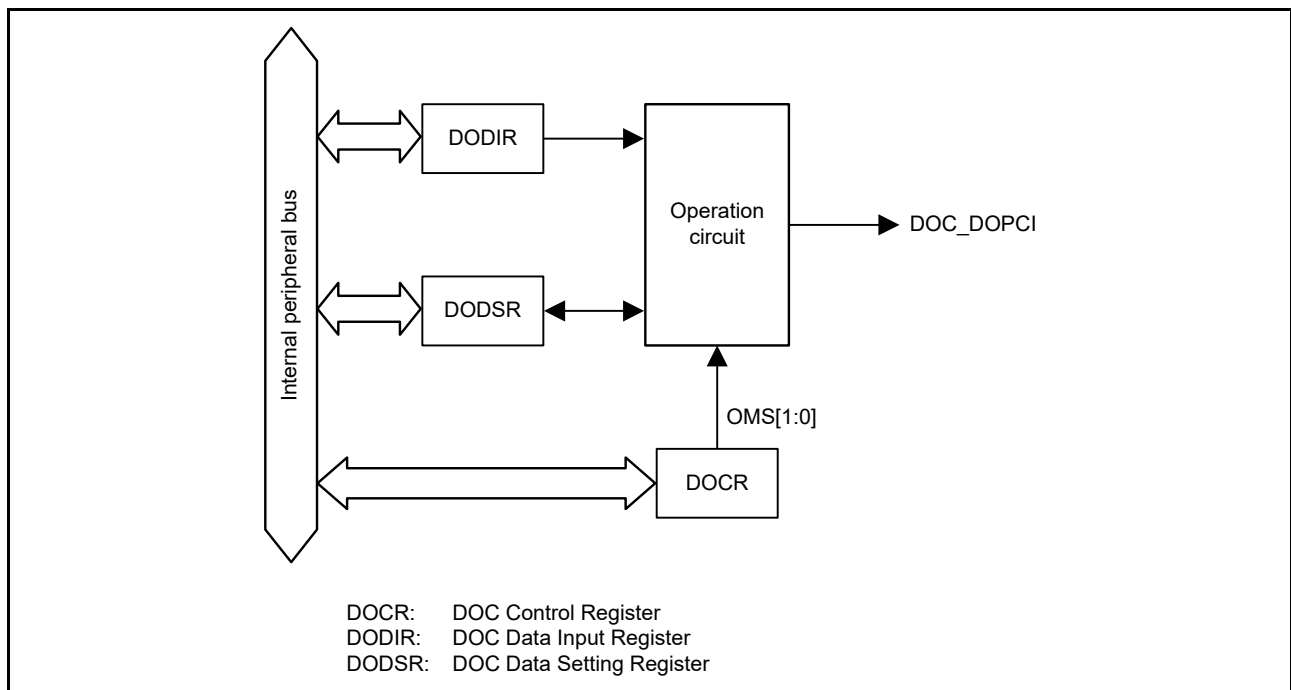 DODIR
Operation
circuit
DOC_DOPCI
Internal peripheral bus
DODSR
OMS[1:0]
DOCR
DOCR: DOC Control Register
DODIR: DOC Data Input Register
DODSR: DOC Data Setting Register